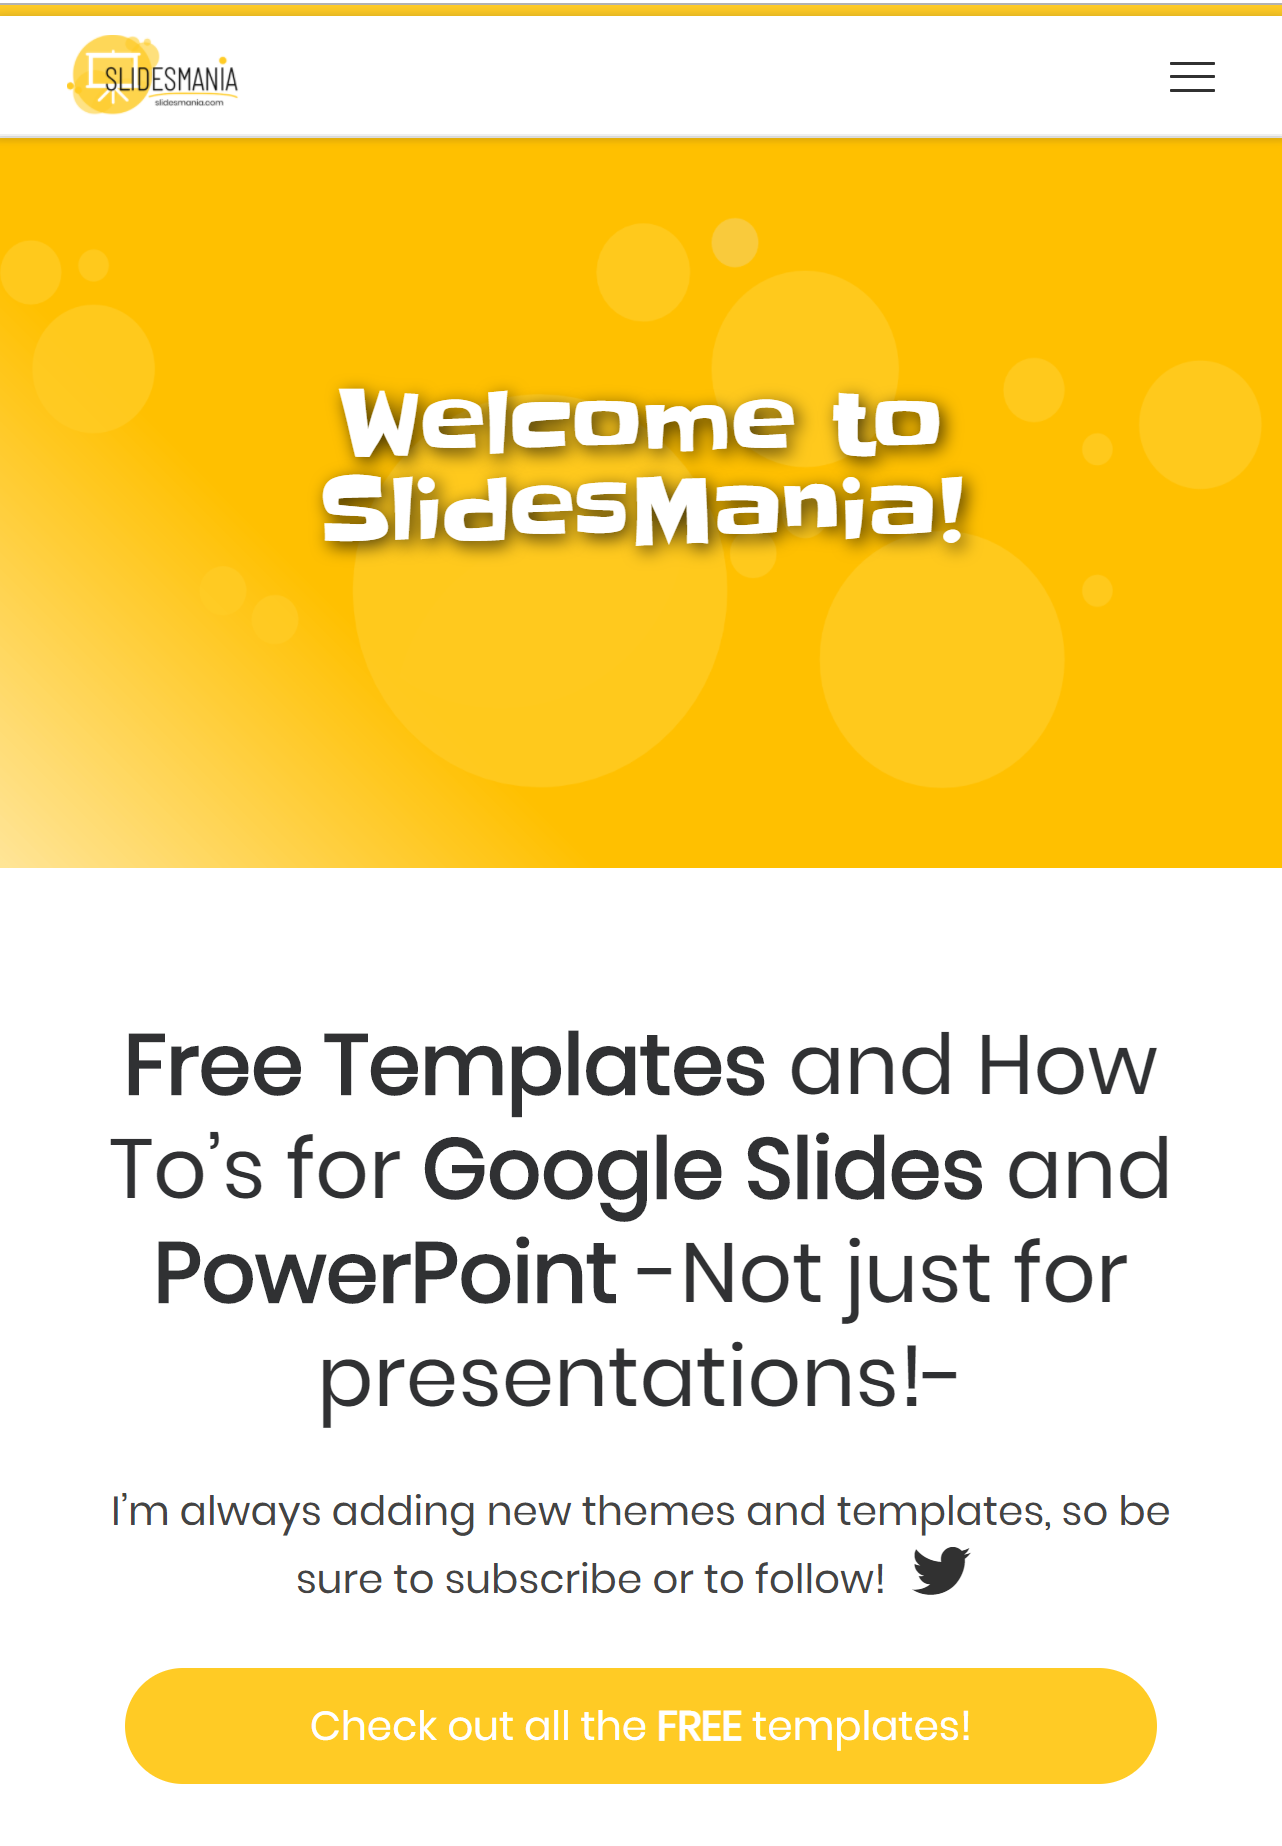 SLIDESMANIA
slidesmania.com
Welcome to
SlidesMania!
Free Templates and How
To’s for Google Slides and
PowerPoint -Not just for
presentations!-
I’m always adding new themes and templates, so be
sure to subscribe or to follow!
Check out all the FREE templates!